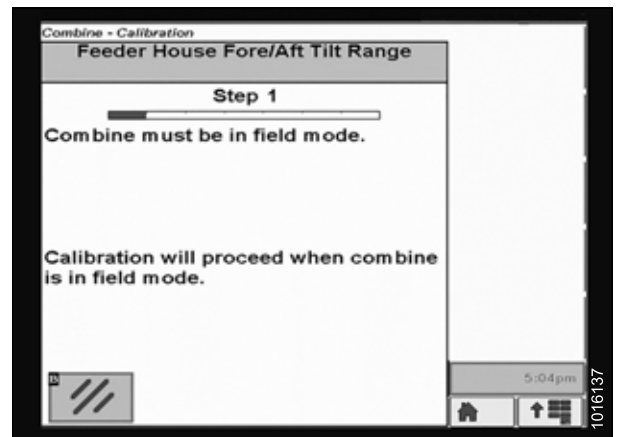 Combine - Calibration
Feeder House Fore/Aft Tilt Range
Step 1
Combine must be in field mode.
Calibration will proceed when combine
is in field mode.
5:04pm
1016137